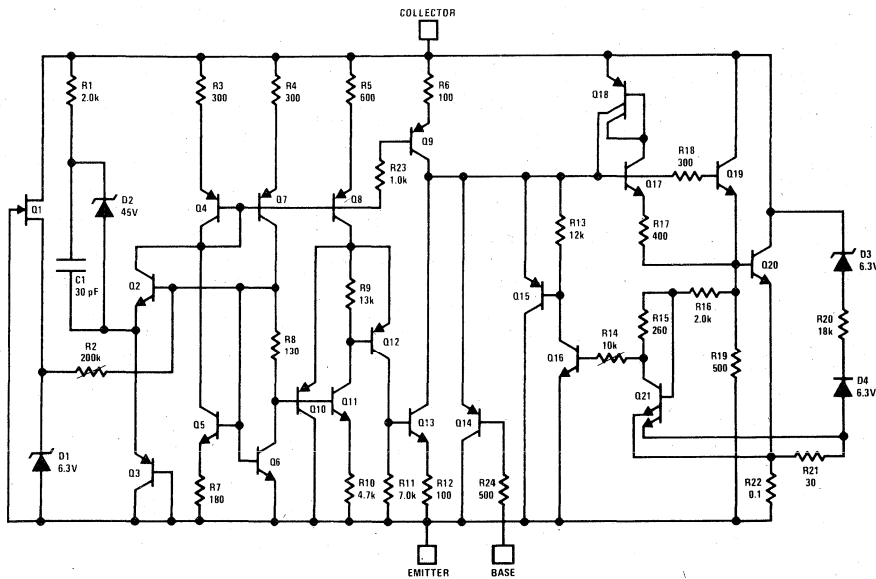 COLLECTOR
R1
2.0k
R3
300
R4
300
R5
600
R6
100
Q18
Q9
R23
1.0k
R18
300
Q19
Q17
D2
45V
Q1
Q4
Q7
Q8
R13
12k
R17
400
D3
6.3V
Q20
C1
30 pF
Q2
R9
13k
Q15
R16
2.0k
R20
18k
R2
200k
R8
130
Q12
R14
10k
R15
260
R19
500
Q16
D4
6.3V
Q21
D1
6.3V
Q5
Q10
Q11
Q13
Q14
Q3
Q6
R7
180
R10
4.7k
R11
7.0k
R12
100
R24
500
R21
30
R22
0.1
EMITTER
BASE